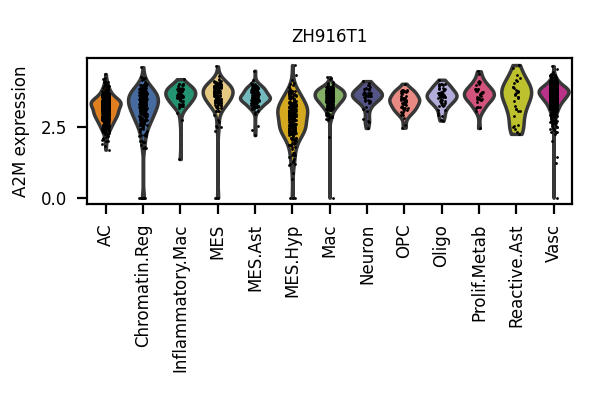 ZH916T1
A2M expression
2.5
0.0
AC
Chromatin.Reg
Inflammatory.Mac
MES
MES.Ast
MES.Hyp
Mac
Neuron
OPC
Oligo
Prolif.Metab
Reactive.Ast
Vasc